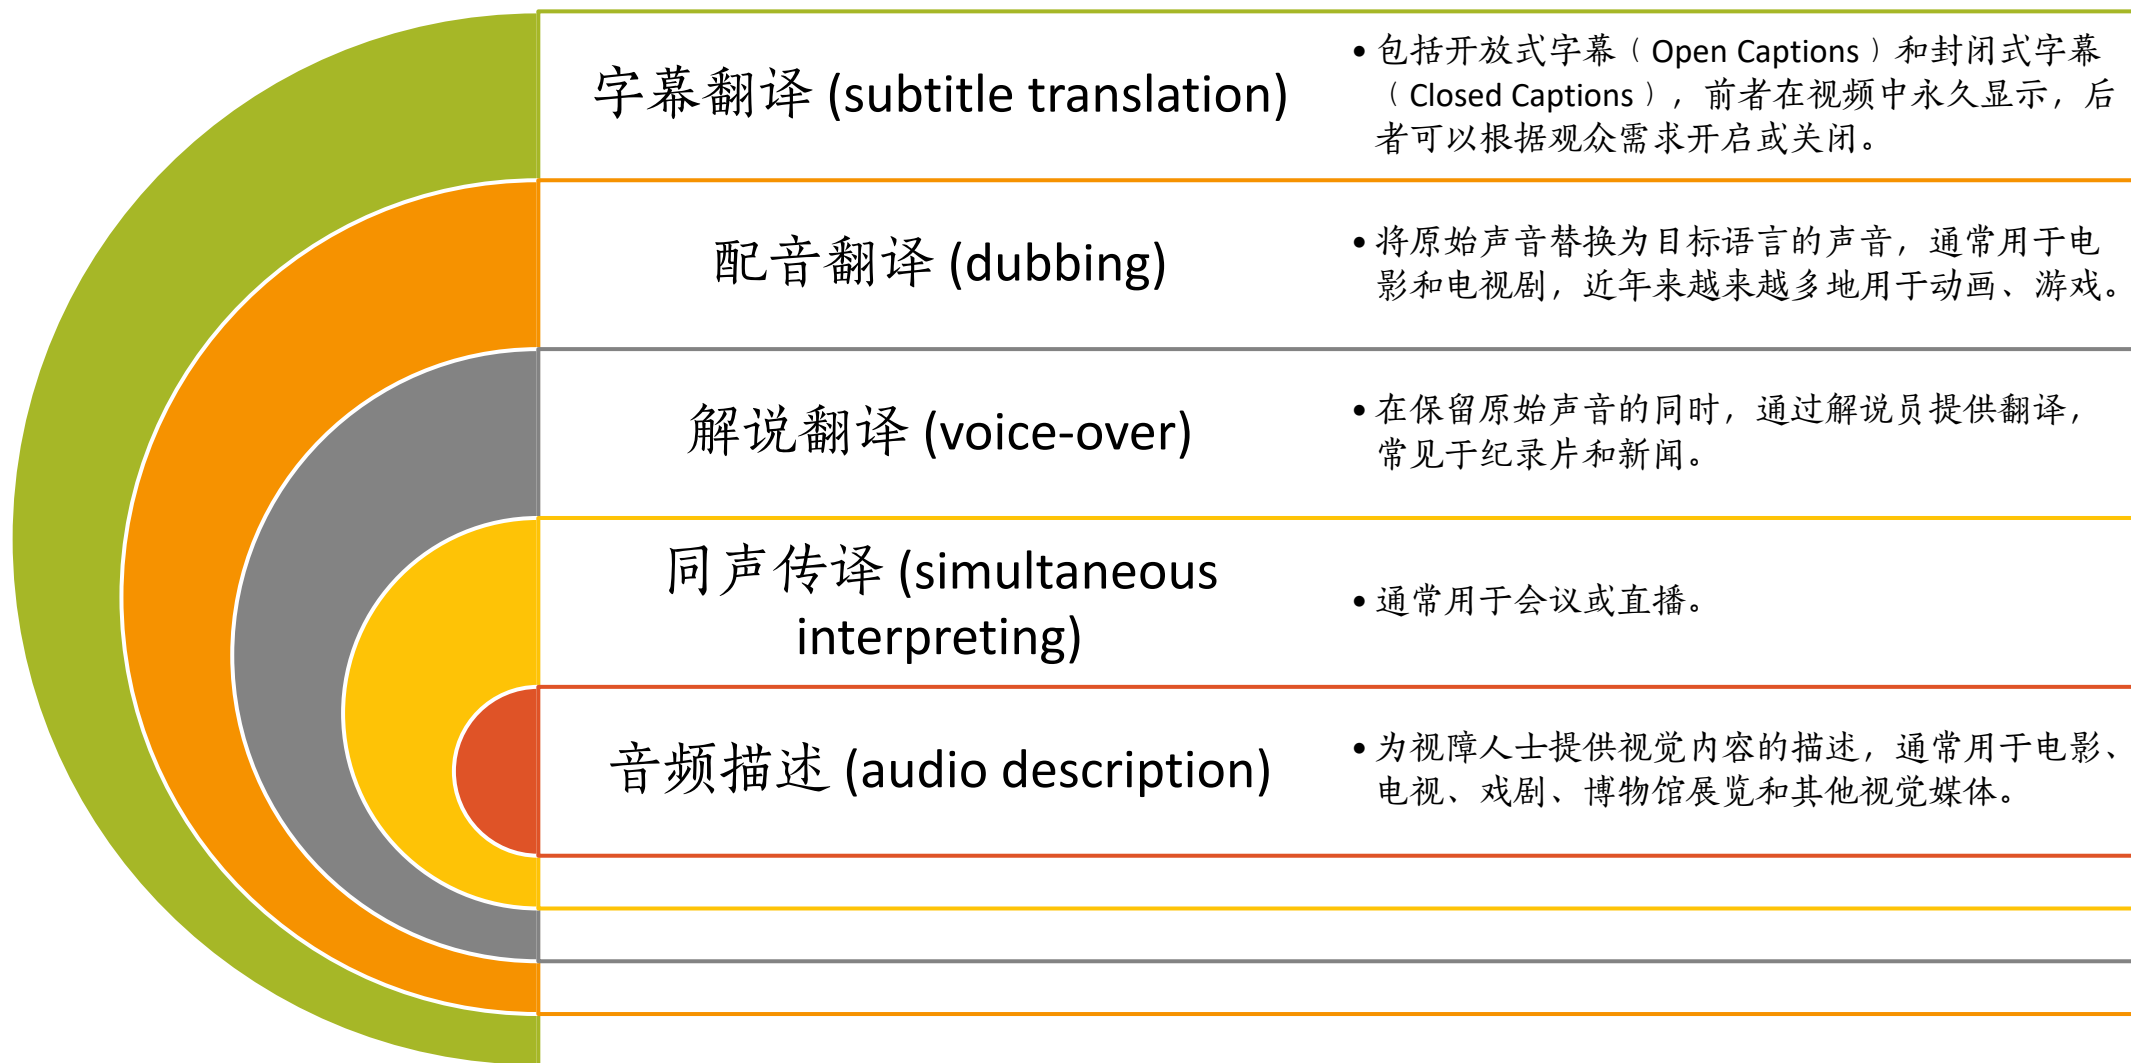 字幕翻译 (subtitle translation)
• 包括开放式字幕（Open Captions）和封闭式字幕
（Closed Captions），前者在视频中永久显示，后
者可以根据观众需求开启或关闭。
配音翻译 (dubbing)
• 将原始声音替换为目标语言的声音，通常用于电
影和电视剧，近年来越来越多地用于动画、游戏。
解说翻译 (voice-over)
• 在保留原始声音的同时，通过解说员提供翻译，
常见于纪录片和新闻。
同声传译 (simultaneous
interpreting)
• 通常用于会议或直播。
音频描述 (audio description)
• 为视障人士提供视觉内容的描述，通常用于电影、
电视、戏剧、博物馆展览和其他视觉媒体。